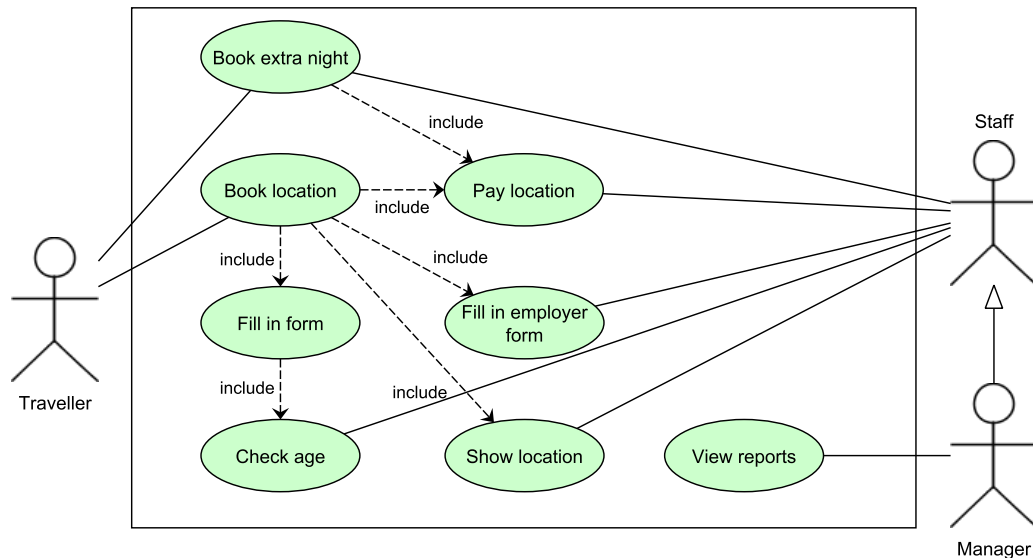 Book extra night
include
Staff
Book location
include
Pay location
include
include
Fill in form
Fill in employer
form
Traveller
include
include
Check age
Show location
View reports
Manager